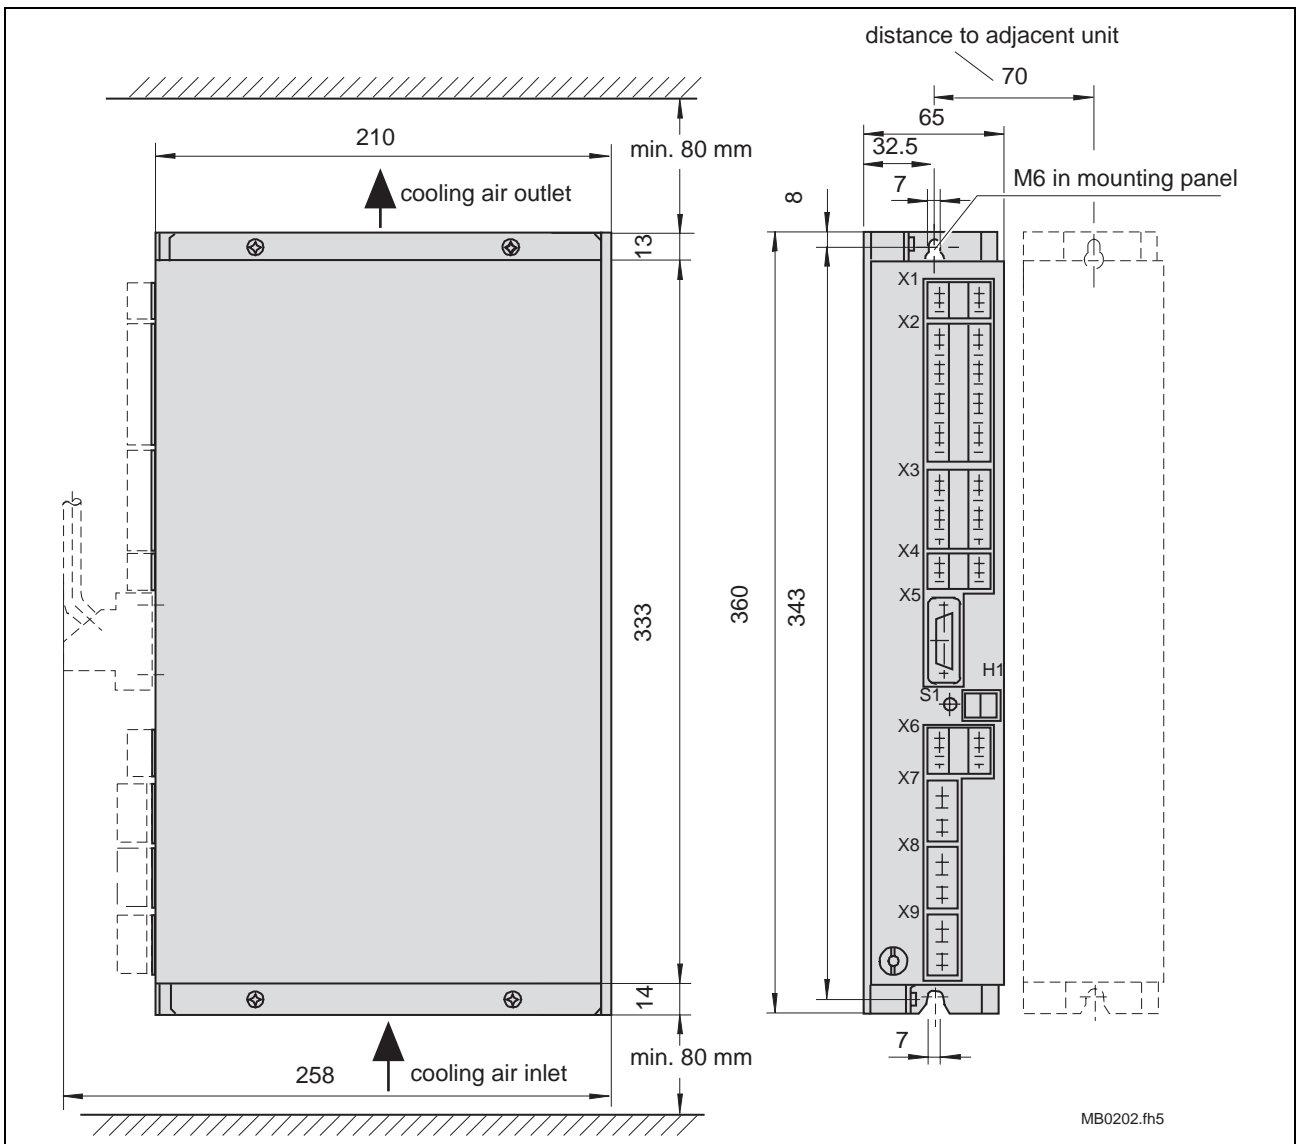 distance to adjacent unit
70
65
210
min. 80 mm
32.5
cooling air outlet
7
M6 in mounting panel
8
13
X1
X2
X3
X4
X5
333
360
343
H1
S1
X6
X7
X8
X9
14
7
min. 80 mm
258
cooling air inlet
MB0202.fh5